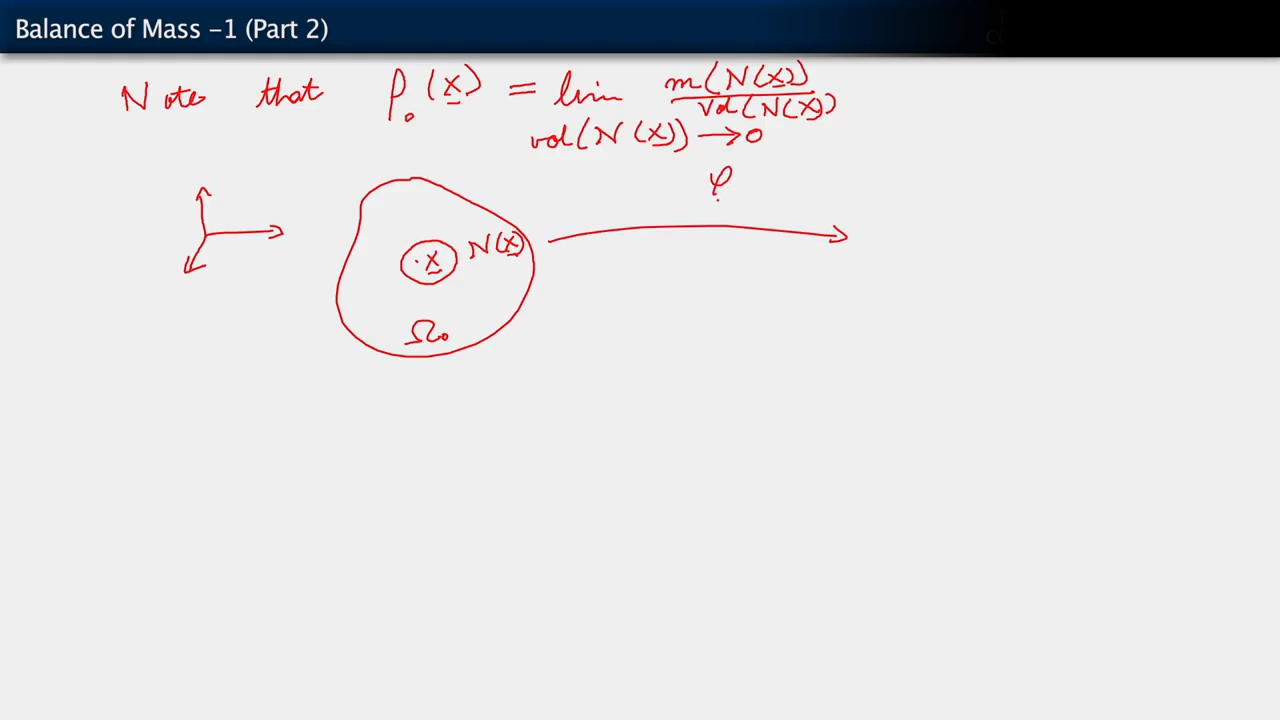 Balance of Mass -1 (Part 2)
Note that ρ₀(X) = lim m(N(X)) / Vol(N(X))
vol(N(X)) → 0
φ
N(X)
X
Ω₀